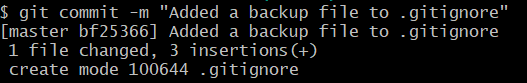 $ git commit -m "Added a backup file to .gitignore"
[master bf25366] Added a backup file to .gitignore
 1 file changed, 3 insertions(+)
 create mode 100644 .gitignore